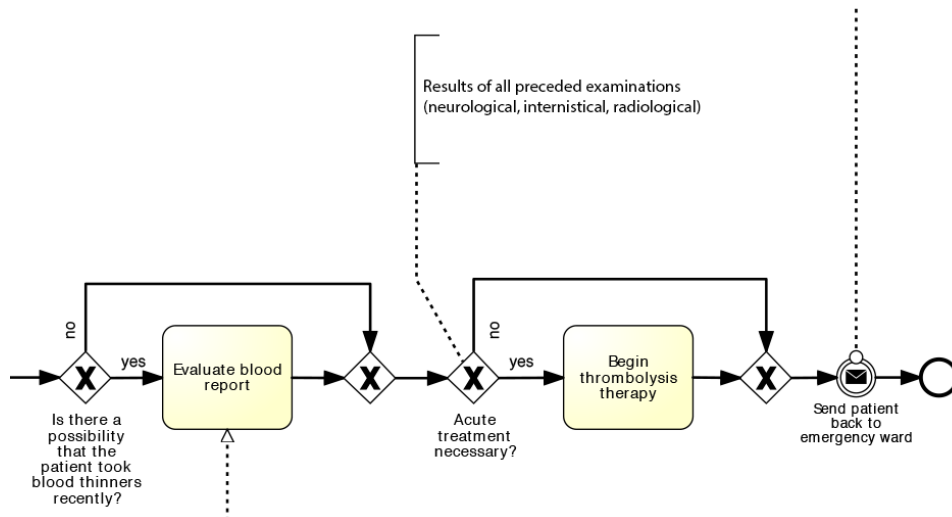 Results of all preceded examinations
(neurological, internistical, radiological)
no
yes
Evaluate blood
report
no
yes
Begin
thrombolysis
therapy
Is there a
possibility
that the
patient took
blood thinners
recently?
Acute
treatment
necessary?
Send patient
back to
emergency ward